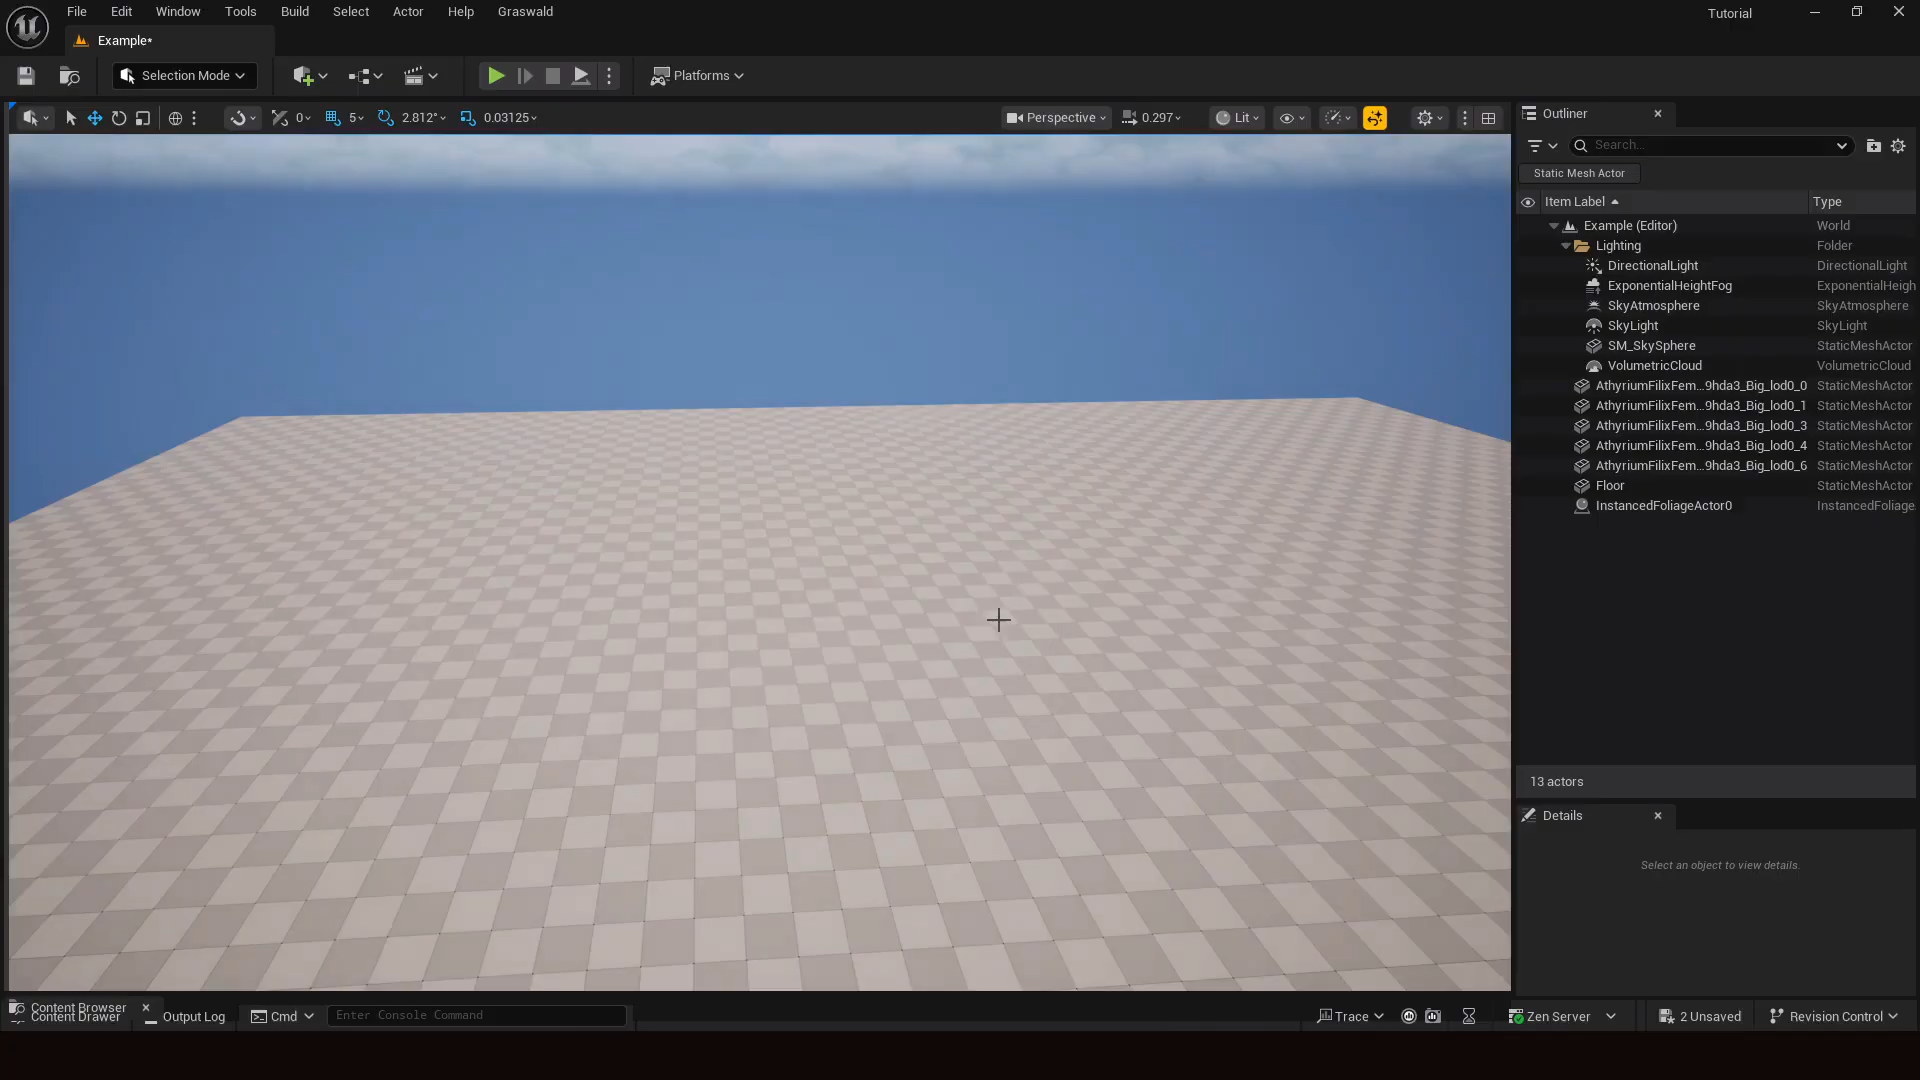 File Edit Window Tools Build Select Actor Help Graswald
Tutorial
Example*
Selection Mode
Platforms
0 5 2.812° 0.03125
Perspective 0.297 Lit
Outliner
Search...
Static Mesh Actor
Item Label Type
Example (Editor) World
Lighting Folder
DirectionalLight DirectionalLight
ExponentialHeightFog ExponentialHeigh
SkyAtmosphere SkyAtmosphere
SkyLight SkyLight
SM_SkySphere StaticMeshActor
VolumetricCloud VolumetricCloud
AthyriumFilixFem...9hda3_Big_lod0_0 StaticMeshActor
AthyriumFilixFem...9hda3_Big_lod0_1 StaticMeshActor
AthyriumFilixFem...9hda3_Big_lod0_3 StaticMeshActor
AthyriumFilixFem...9hda3_Big_lod0_4 StaticMeshActor
AthyriumFilixFem...9hda3_Big_lod0_6 StaticMeshActor
Floor StaticMeshActor
InstancedFoliageActor0 InstancedFoliage
13 actors
Details
Select an object to view details.
Content Browser
Content Drawer Output Log Cmd Enter Console Command
Trace Zen Server 2 Unsaved Revision Control